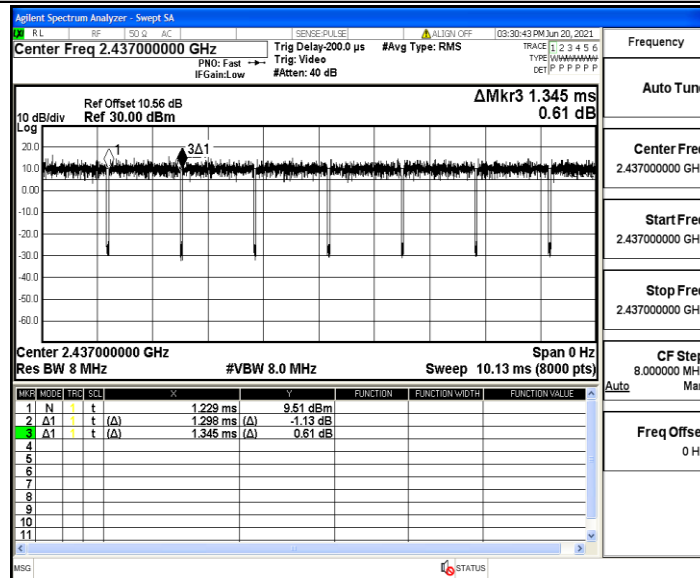 Agilent Spectrum Analyzer - Swept SA
RL RF 50 Ω AC SENSE:PULSE ALIGN OFF 03:30:43 PM Jun 20, 2021
Center Freq 2.437000000 GHz
PNO: Fast
IFGain:Low
Trig Delay-200.0 µs
Trig: Video
#Atten: 40 dB
#Avg Type: RMS
TRACE 1 2 3 4 5 6
TYPE WWWWWW
DET P P P P P P
ΔMkr3 1.345 ms
0.61 dB
Ref Offset 10.56 dB
10 dB/div Ref 30.00 dBm
Log
20.0
10.0
0.00
-10.0
-20.0
-30.0
-40.0
-50.0
-60.0
1
3Δ1
Center 2.437000000 GHz Span 0 Hz
Res BW 8 MHz #VBW 8.0 MHz Sweep 10.13 ms (8000 pts)
MKR MODE TRC SCL X Y FUNCTION FUNCTION WIDTH FUNCTION VALUE
1 N 1 t 1.229 ms 9.51 dBm
2 Δ1 1 t (Δ) 1.298 ms (Δ) -1.13 dB
3 Δ1 1 t (Δ) 1.345 ms (Δ) 0.61 dB
4
5
6
7
8
9
10
11
MSG STATUS
Frequency
Auto Tun
Center Fre
2.437000000 GH
Start Fre
2.437000000 GH
Stop Fre
2.437000000 GH
CF Step
8.000000 MH
Auto Ma
Freq Offse
0 H